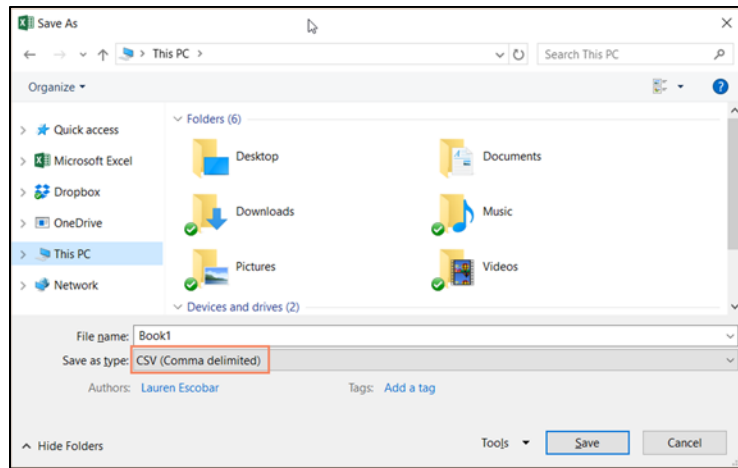 Save As
This PC
Search This PC
Organize
Quick access
Microsoft Excel
Dropbox
OneDrive
This PC
Network
Folders (6)
Desktop
Documents
Downloads
Music
Pictures
Videos
Devices and drives (2)
File name: Book1
Save as type: CSV (Comma delimited)
Authors: Lauren Escobar Tags: Add a tag
Hide Folders Tools Save Cancel